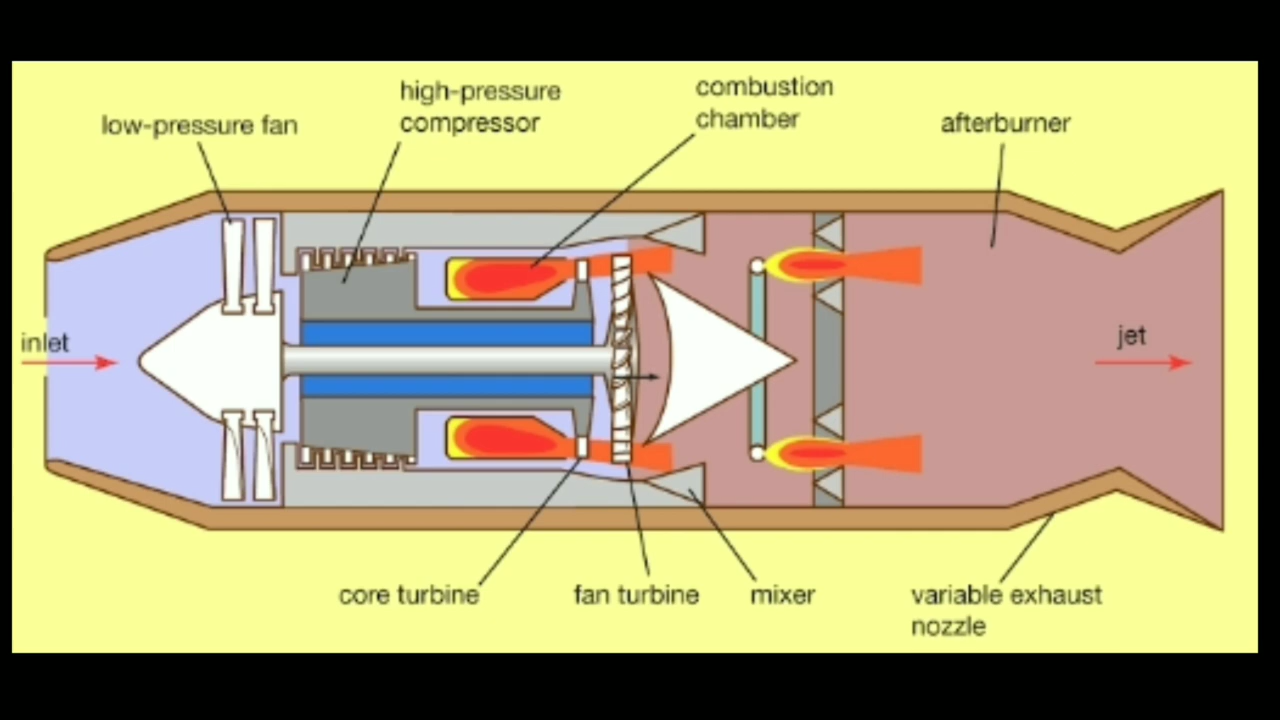 high-pressure
compressor
combustion
chamber
low-pressure fan
afterburner
inlet
jet
core turbine
fan turbine
mixer
variable exhaust
nozzle